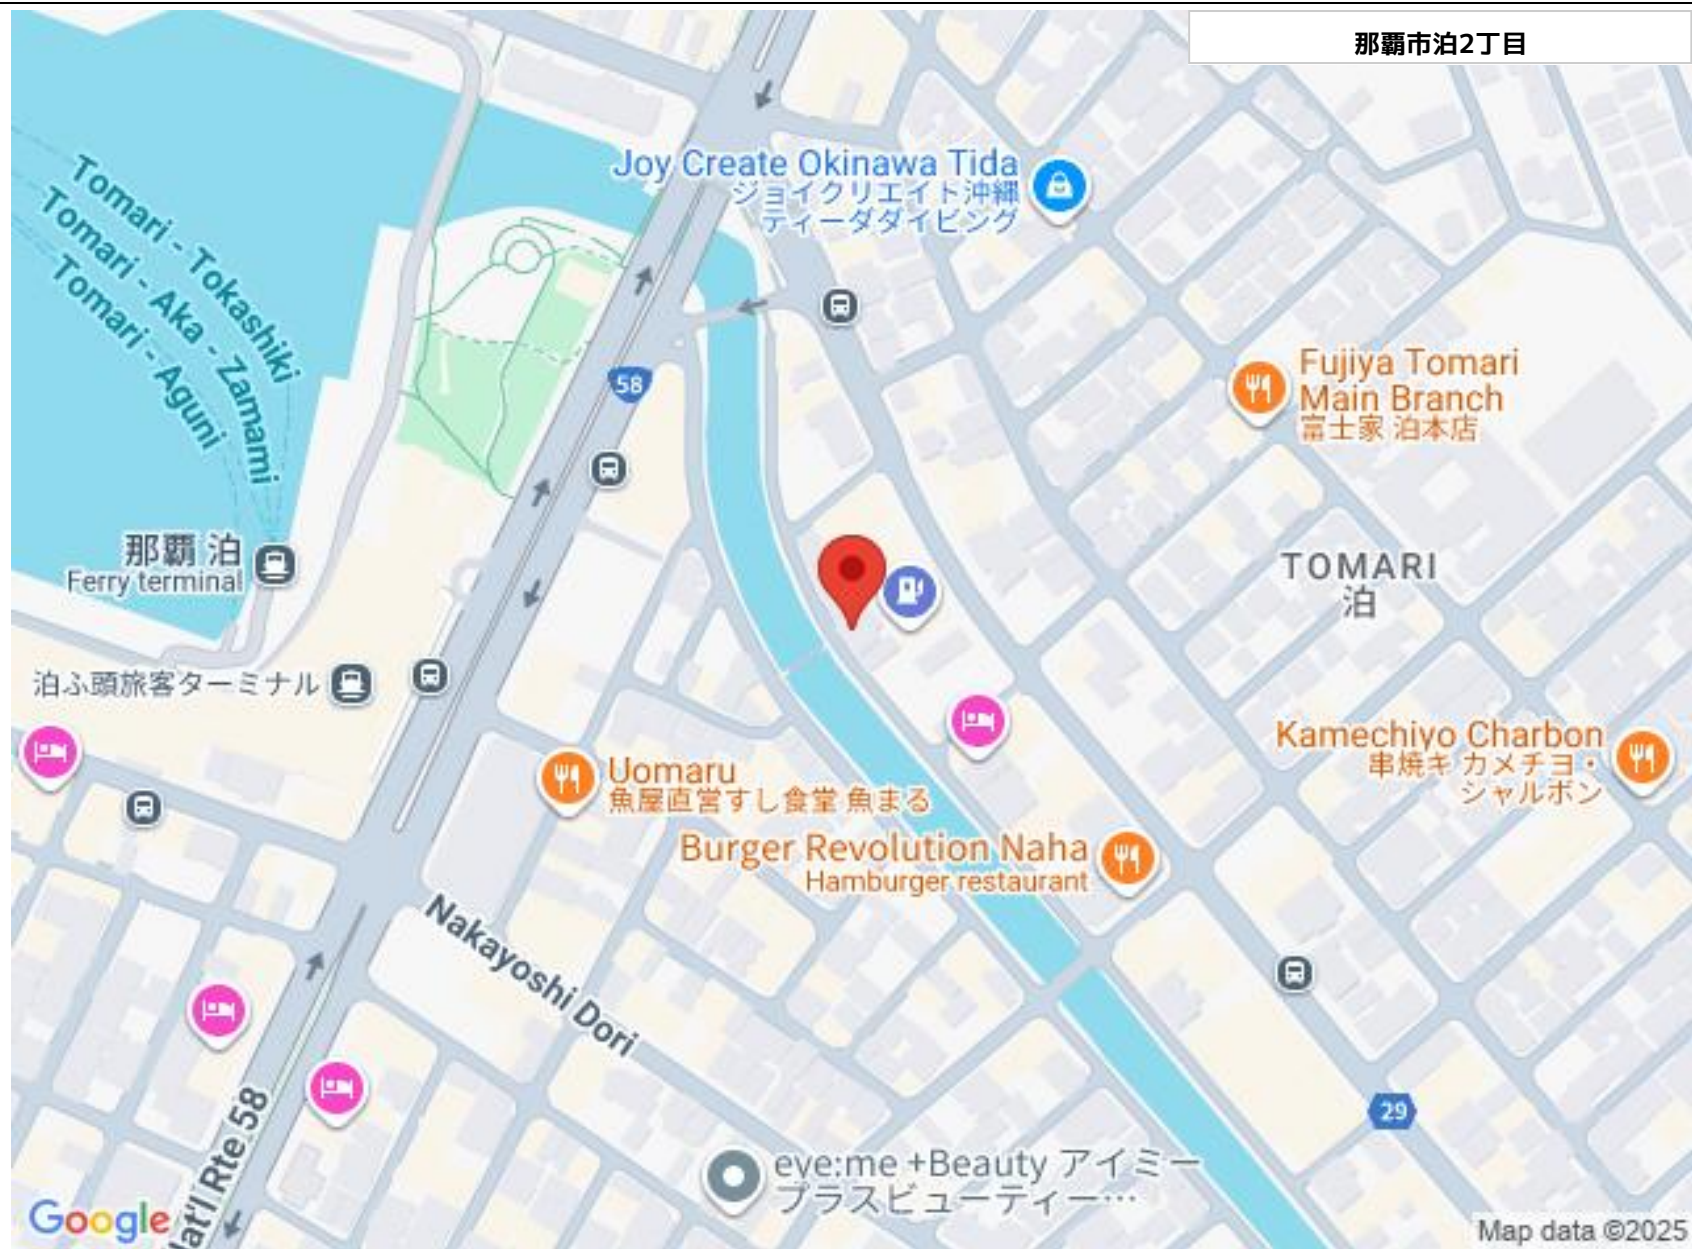 那覇市泊2丁目
Joy Create Okinawa Tida
ジョイクリエイト沖縄
ティーダダイビング
Tomari - Tokashiki
Tomari - Aka - Zamami
Tomari - Aguni
58
Fujiya Tomari
Main Branch
富士家 泊本店
那覇 泊
Ferry terminal
TOMARI
泊
泊ふ頭旅客ターミナル
Kamechiyo Charbon
串焼キ カメチヨ・
シャルボン
Uomaru
魚屋直営すし食堂 魚まる
Burger Revolution Naha
Hamburger restaurant
Nakayoshi Dori
29
Nat'l Rte 58
eye:me +Beauty アイミー
プラスビューティー…
Google
Map data ©2025